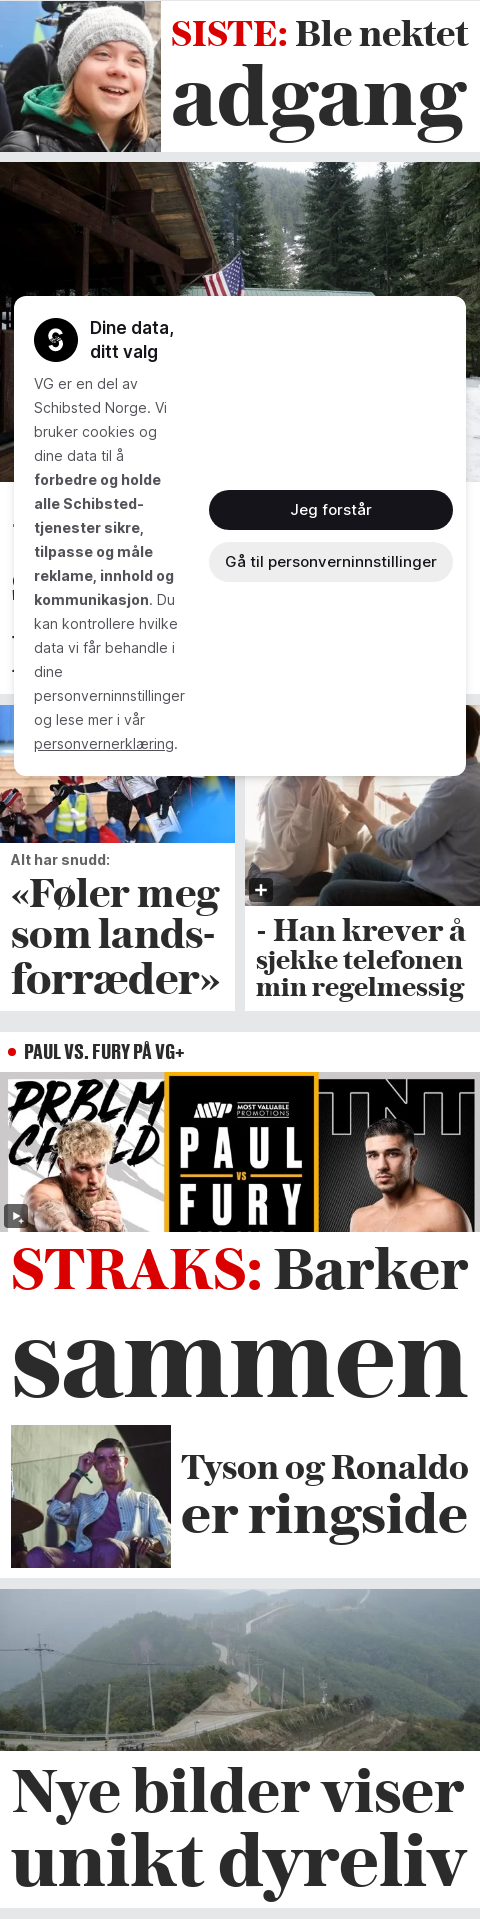 SISTE: Ble nektet
adgang
Dine data,
ditt valg
VG er en del av
Schibsted Norge. Vi
bruker cookies og
dine data til å
forbedre og holde
alle Schibsted-
tjenester sikre,
tilpasse og måle
reklame, innhold og
kommunikasjon. Du
kan kontrollere hvilke
data vi får behandle i
dine
personverninnstillinger
og lese mer i vår
personvernerklæring.
Jeg forstår
Gå til personverninnstillinger
Alt har snudd:
«Føler meg
som lands-
forræder»
- Han krever å
sjekke telefonen
min regelmessig
PAUL VS. FURY PÅ VG+
PRBLM
CHILD
MVP MOST VALUABLE
PROMOTIONS
PAUL
VS
FURY
TNT
STRAKS: Barker
sammen
Tyson og Ronaldo
er ringside
Nye bilder viser
unikt dyreliv